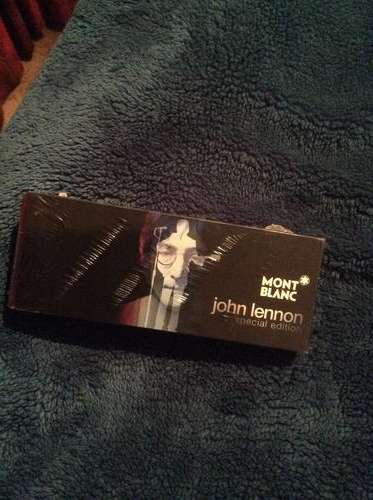 MONT
BLANC
john lennon
special edition